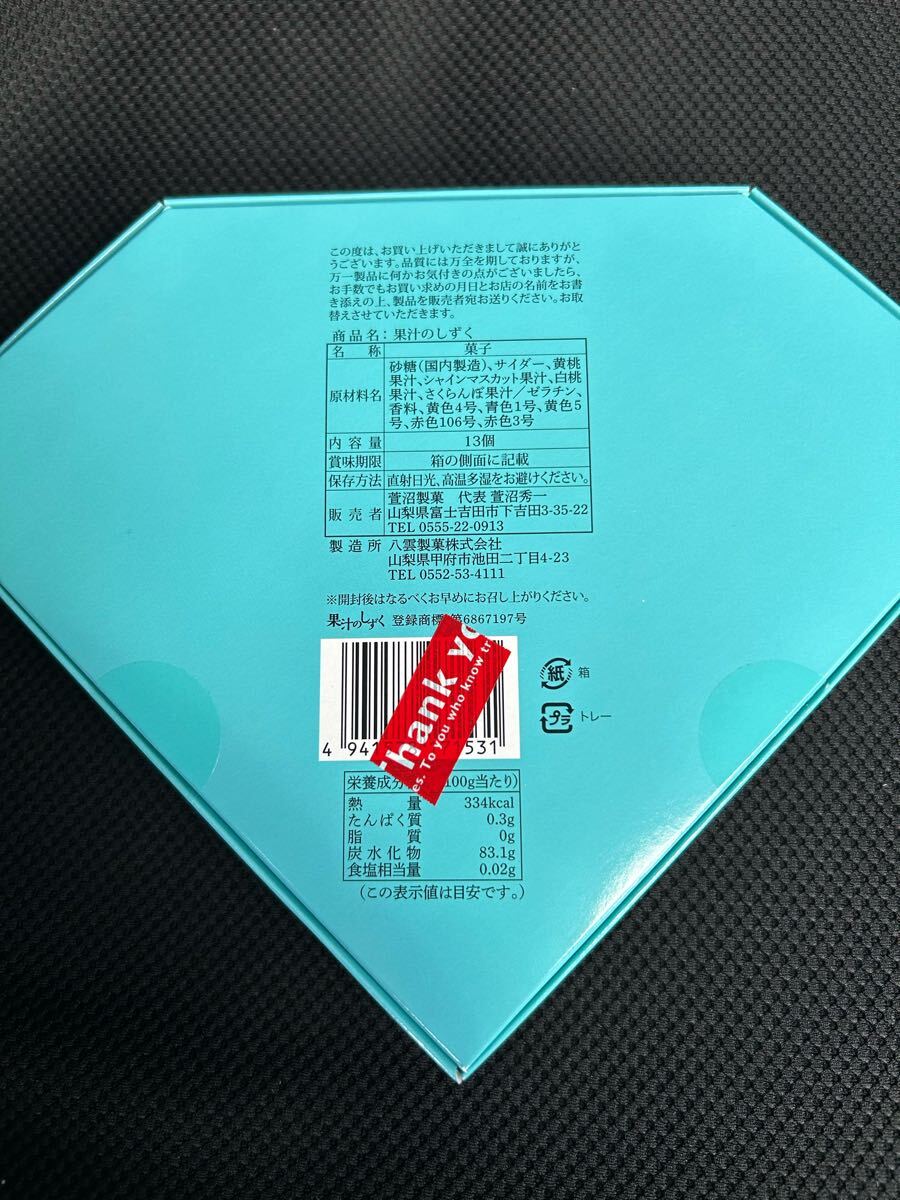 この度は、お買い上げいただきまして誠にありがと
うございます。品質には万全を期しておりますが、
万一製品に何かお気付きの点がございましたら、
お手数でもお買い求めの月日とお店の名前をお書
き添えの上、製品を販売者宛お送りください。お取
替えさせていただきます。
商品名:果汁のしずく
名称 菓子
原材料名 砂糖(国内製造)、サイダー、黄桃
果汁、シャインマスカット果汁、白桃
果汁、さくらんぼ果汁/ゼラチン、
香料、黄色4号、青色1号、黄色5
号、赤色106号、赤色3号
内容量 13個
賞味期限 箱の側面に記載
保存方法 直射日光、高温多湿をお避けください。
販売者 萱沼製菓 代表 萱沼秀一
山梨県富士吉田市下吉田3-35-22
TEL 0555-22-0913
製造所 八雲製菓株式会社
山梨県甲府市池田二丁目4-23
TEL 0552-53-4111
※開封後はなるべくお早めにお召し上がりください。
果汁のしずく 登録商標 第6867197号
Thank yo
es. To you who know tr
4 941 531
紙 箱
プラ トレー
栄養成分 100g当たり)
熱量 334kcal
たんぱく質 0.3g
脂質 0g
炭水化物 83.1g
食塩相当量 0.02g
(この表示値は目安です。)